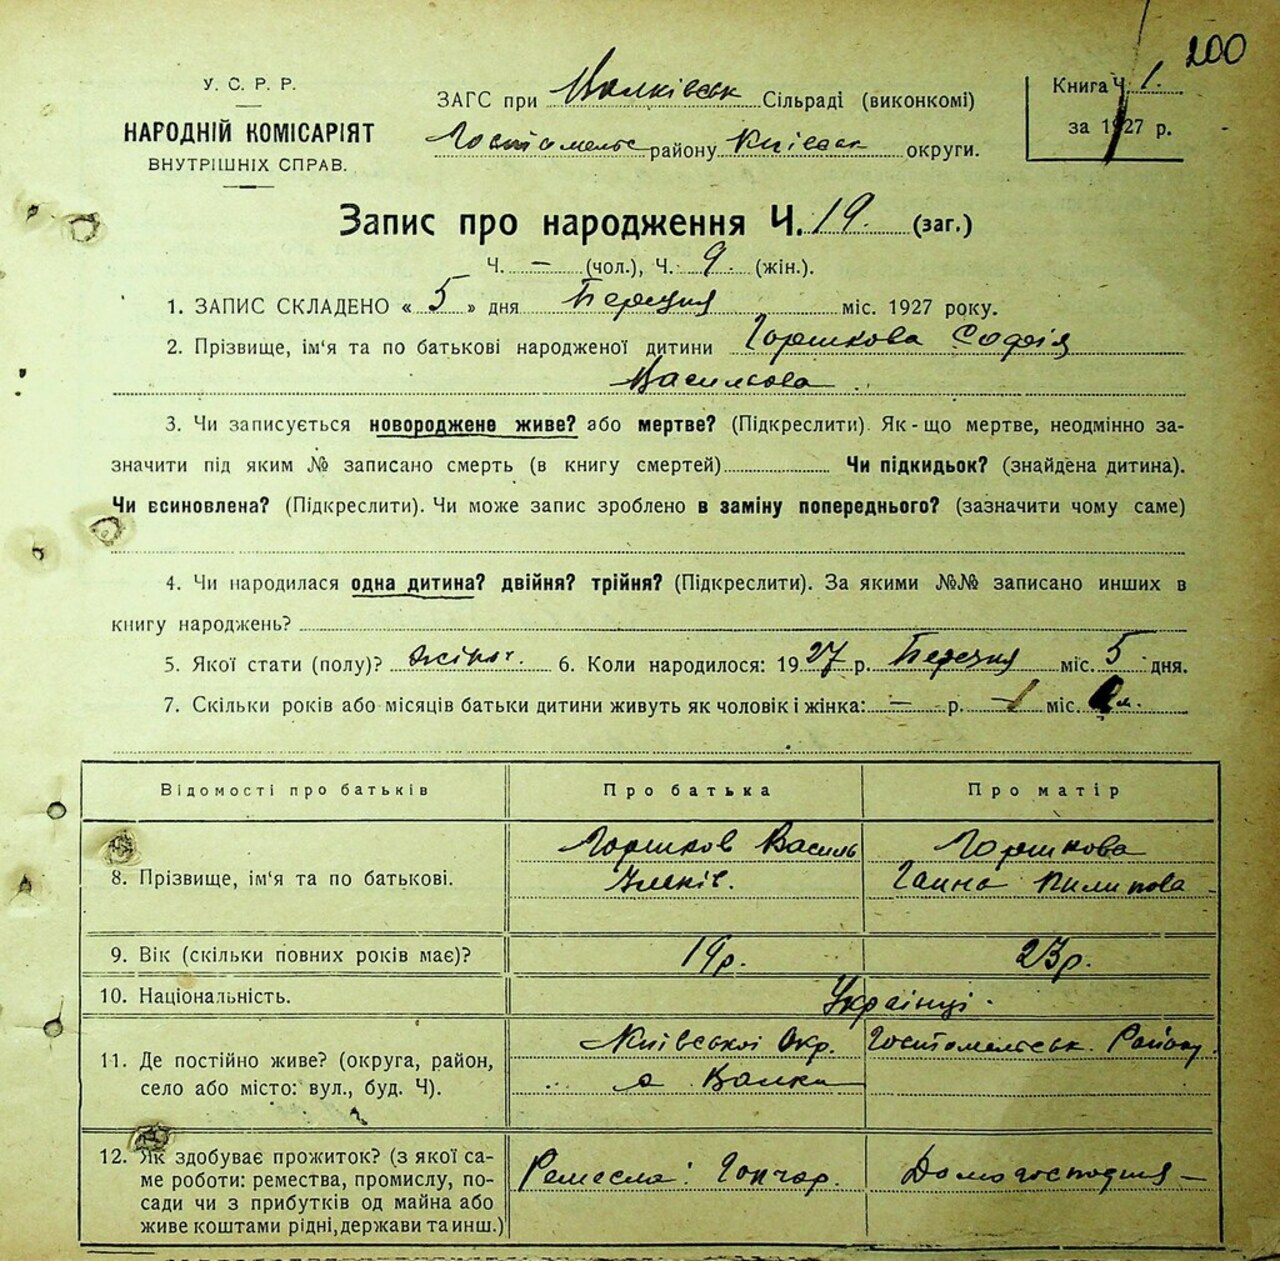 200
У. С. Р. Р.
НАРОДНІЙ КОМІСАРІЯТ
ВНУТРІШНІХ СПРАВ.
ЗАГС при Валківськ Сільраді (виконкомі)
Гостомельс району Київськ округи.
Книга Ч. 1.
за 1927 р.
Запис про народження Ч. 19. (заг.)
Ч. — (чол.), Ч. 9. (жін.).
1. ЗАПИС СКЛАДЕНО « 5 » дня Березня міс. 1927 року.
2. Прізвище, ім'я та по батькові народженої дитини Горшкова Софія
Василєва
3. Чи записується новороджене живе? або мертве? (Підкреслити). Як-що мертве, неодмінно за-
значити під яким № записано смерть (в книгу смертей) Чи підкидьок? (знайдена дитина).
Чи всиновлена? (Підкреслити). Чи може запис зроблено в заміну попереднього? (зазначити чому саме)
4. Чи народилася одна дитина? двійня? трійня? (Підкреслити). За якими №№ записано инших в
книгу народжень?
5. Якої стати (полу)? жіноч. 6. Коли народилося: 1927 р. Березня міс. 5 дня.
7. Скільки років або місяців батьки дитини живуть як чоловік і жінка: — р. міс.
Відомості про батьків Про батька Про матір
8. Прізвище, ім'я та по батькові. Горшков Василь Горшкова
Ганна Пилипова
9. Вік (скільки повних років має)? 19 р. 23 р.
10. Національність. Українці.
11. Де постійно живе? (округа, район, Київської Окр. Гостомельськ. Району
село або місто: вул., буд. Ч). Валки
12. Як здобуває прожиток? (з якої са-
ме роботи: ремества, промислу, по- Ремесла: Гончар. Домогосподиня
сади чи з прибутків од майна або
живе коштами рідні, держави та инш.)